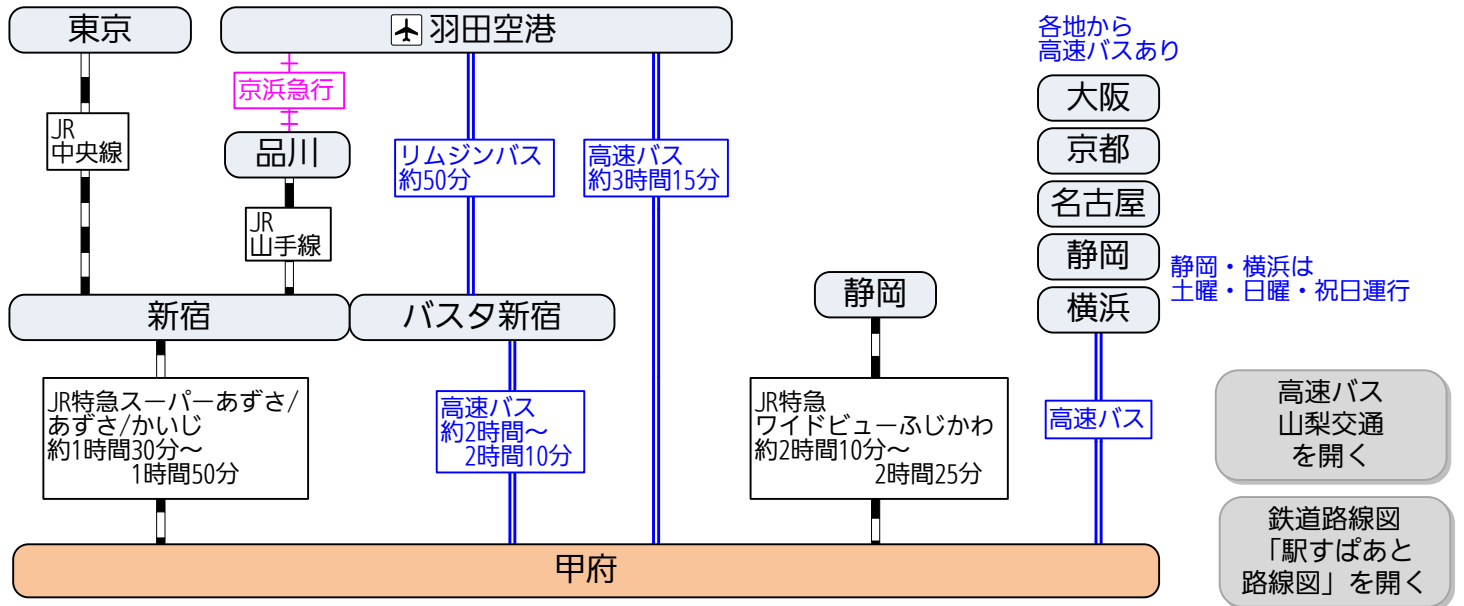 東京
羽田空港
各地から
高速バスあり
京浜急行
大阪
JR
中央線
品川
リムジンバス
約50分
高速バス
約3時間15分
京都
名古屋
JR
山手線
静岡
静岡・横浜は
土曜・日曜・祝日運行
新宿
バスタ新宿
静岡
横浜
JR特急スーパーあずさ/
あずさ/かいじ
約1時間30分～
1時間50分
高速バス
約2時間～
2時間10分
JR特急
ワイドビューふじかわ
約2時間10分～
2時間25分
高速バス
高速バス
山梨交通
を開く
鉄道路線図
「駅すぱあと
路線図」を開く
甲府